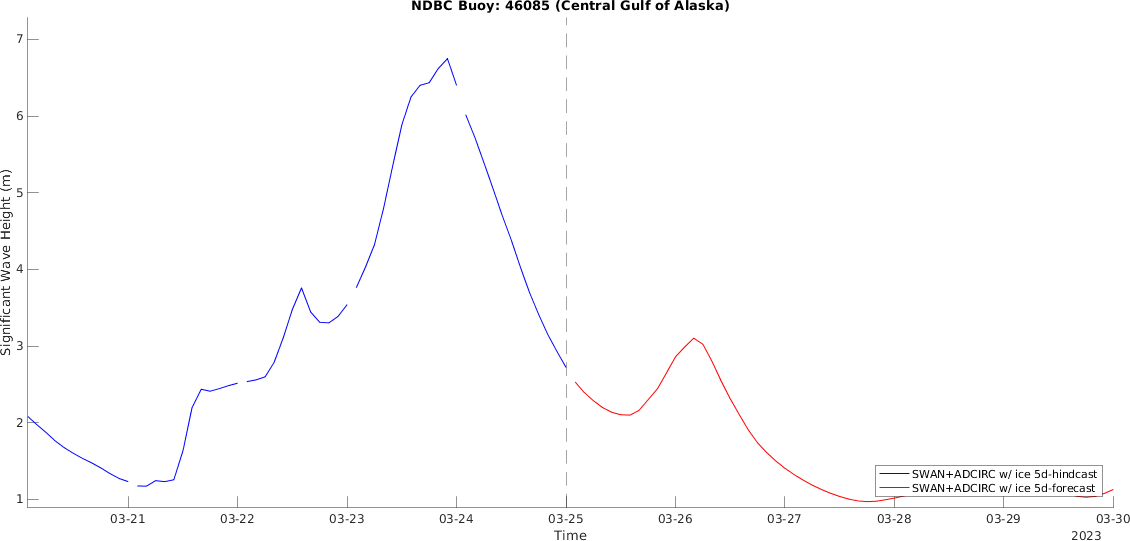 NDBC Buoy: 46085 (Central Gulf of Alaska)
7
6
5
4
3
2
1
Significant Wave Height (m)
SWAN+ADCIRC w/ ice 5d-hindcast
SWAN+ADCIRC w/ ice 5d-forecast
03-21 03-22 03-23 03-24 03-25 03-26 03-27 03-28 03-29 03-30
Time
2023